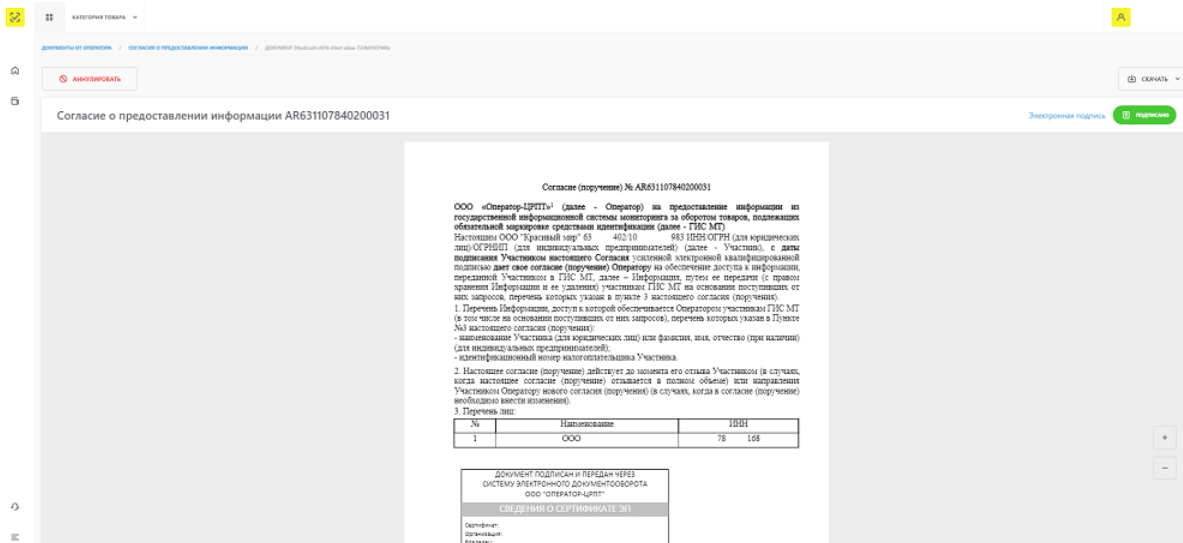 КАТЕГОРИЯ ТОВАРА
ДОКУМЕНТЫ ОТ ОПЕРАТОРА / СОГЛАСИЯ О ПРЕДОСТАВЛЕНИИ ИНФОРМАЦИИ / ДОКУМЕНТ
АННУЛИРОВАТЬ
СКАЧАТЬ
Согласие о предоставлении информации AR631107840200031
Электронная подпись
ПОДПИСАНО
Согласие (поручение) № AR631107840200031
ООО «Оператор-ЦРПТ»¹ (далее - Оператор) на предоставление информации из
государственной информационной системы мониторинга за оборотом товаров, подлежащих
обязательной маркировке средствами идентификации (далее - ГИС МТ)
Настоящим ООО "Красивый мир" 63 402/10 983 ИНН/ОГРН (для юридических
лиц)/ОГРНИП (для индивидуальных предпринимателей) (далее - Участник), с даты
подписания Участником настоящего Согласия усиленной электронной квалифицированной
подписью дает свое согласие (поручение) Оператору на обеспечение доступа к информации,
переданной Участником в ГИС МТ, далее – Информация, путем ее передачи (с правом
хранения Информации и ее удаления) участникам ГИС МТ на основании поступивших от
них запросов, перечень которых указан в пункте 3 настоящего согласия (поручения).
1. Перечень Информации, доступ к которой обеспечивается Оператором участникам ГИС МТ
(в том числе на основании поступивших от них запросов), перечень которых указан в Пункте
№3 настоящего согласия (поручения):
- наименование Участника (для юридических лиц) или фамилия, имя, отчество (при наличии)
(для индивидуальных предпринимателей);
- идентификационный номер налогоплательщика Участника.
2. Настоящее согласие (поручение) действует до момента его отзыва Участником (в случаях,
когда настоящее согласие (поручение) отзывается в полном объеме) или направления
Участником Оператору нового согласия (поручения) (в случаях, когда в согласие (поручение)
необходимо внести изменения).
3. Перечень лиц:
№ Наименование ИНН
1 ООО 78 168
ДОКУМЕНТ ПОДПИСАН И ПЕРЕДАН ЧЕРЕЗ
СИСТЕМУ ЭЛЕКТРОННОГО ДОКУМЕНТООБОРОТА
ООО "ОПЕРАТОР-ЦРПТ"
СВЕДЕНИЯ О СЕРТИФИКАТЕ ЭП
Сертификат:
Организация: